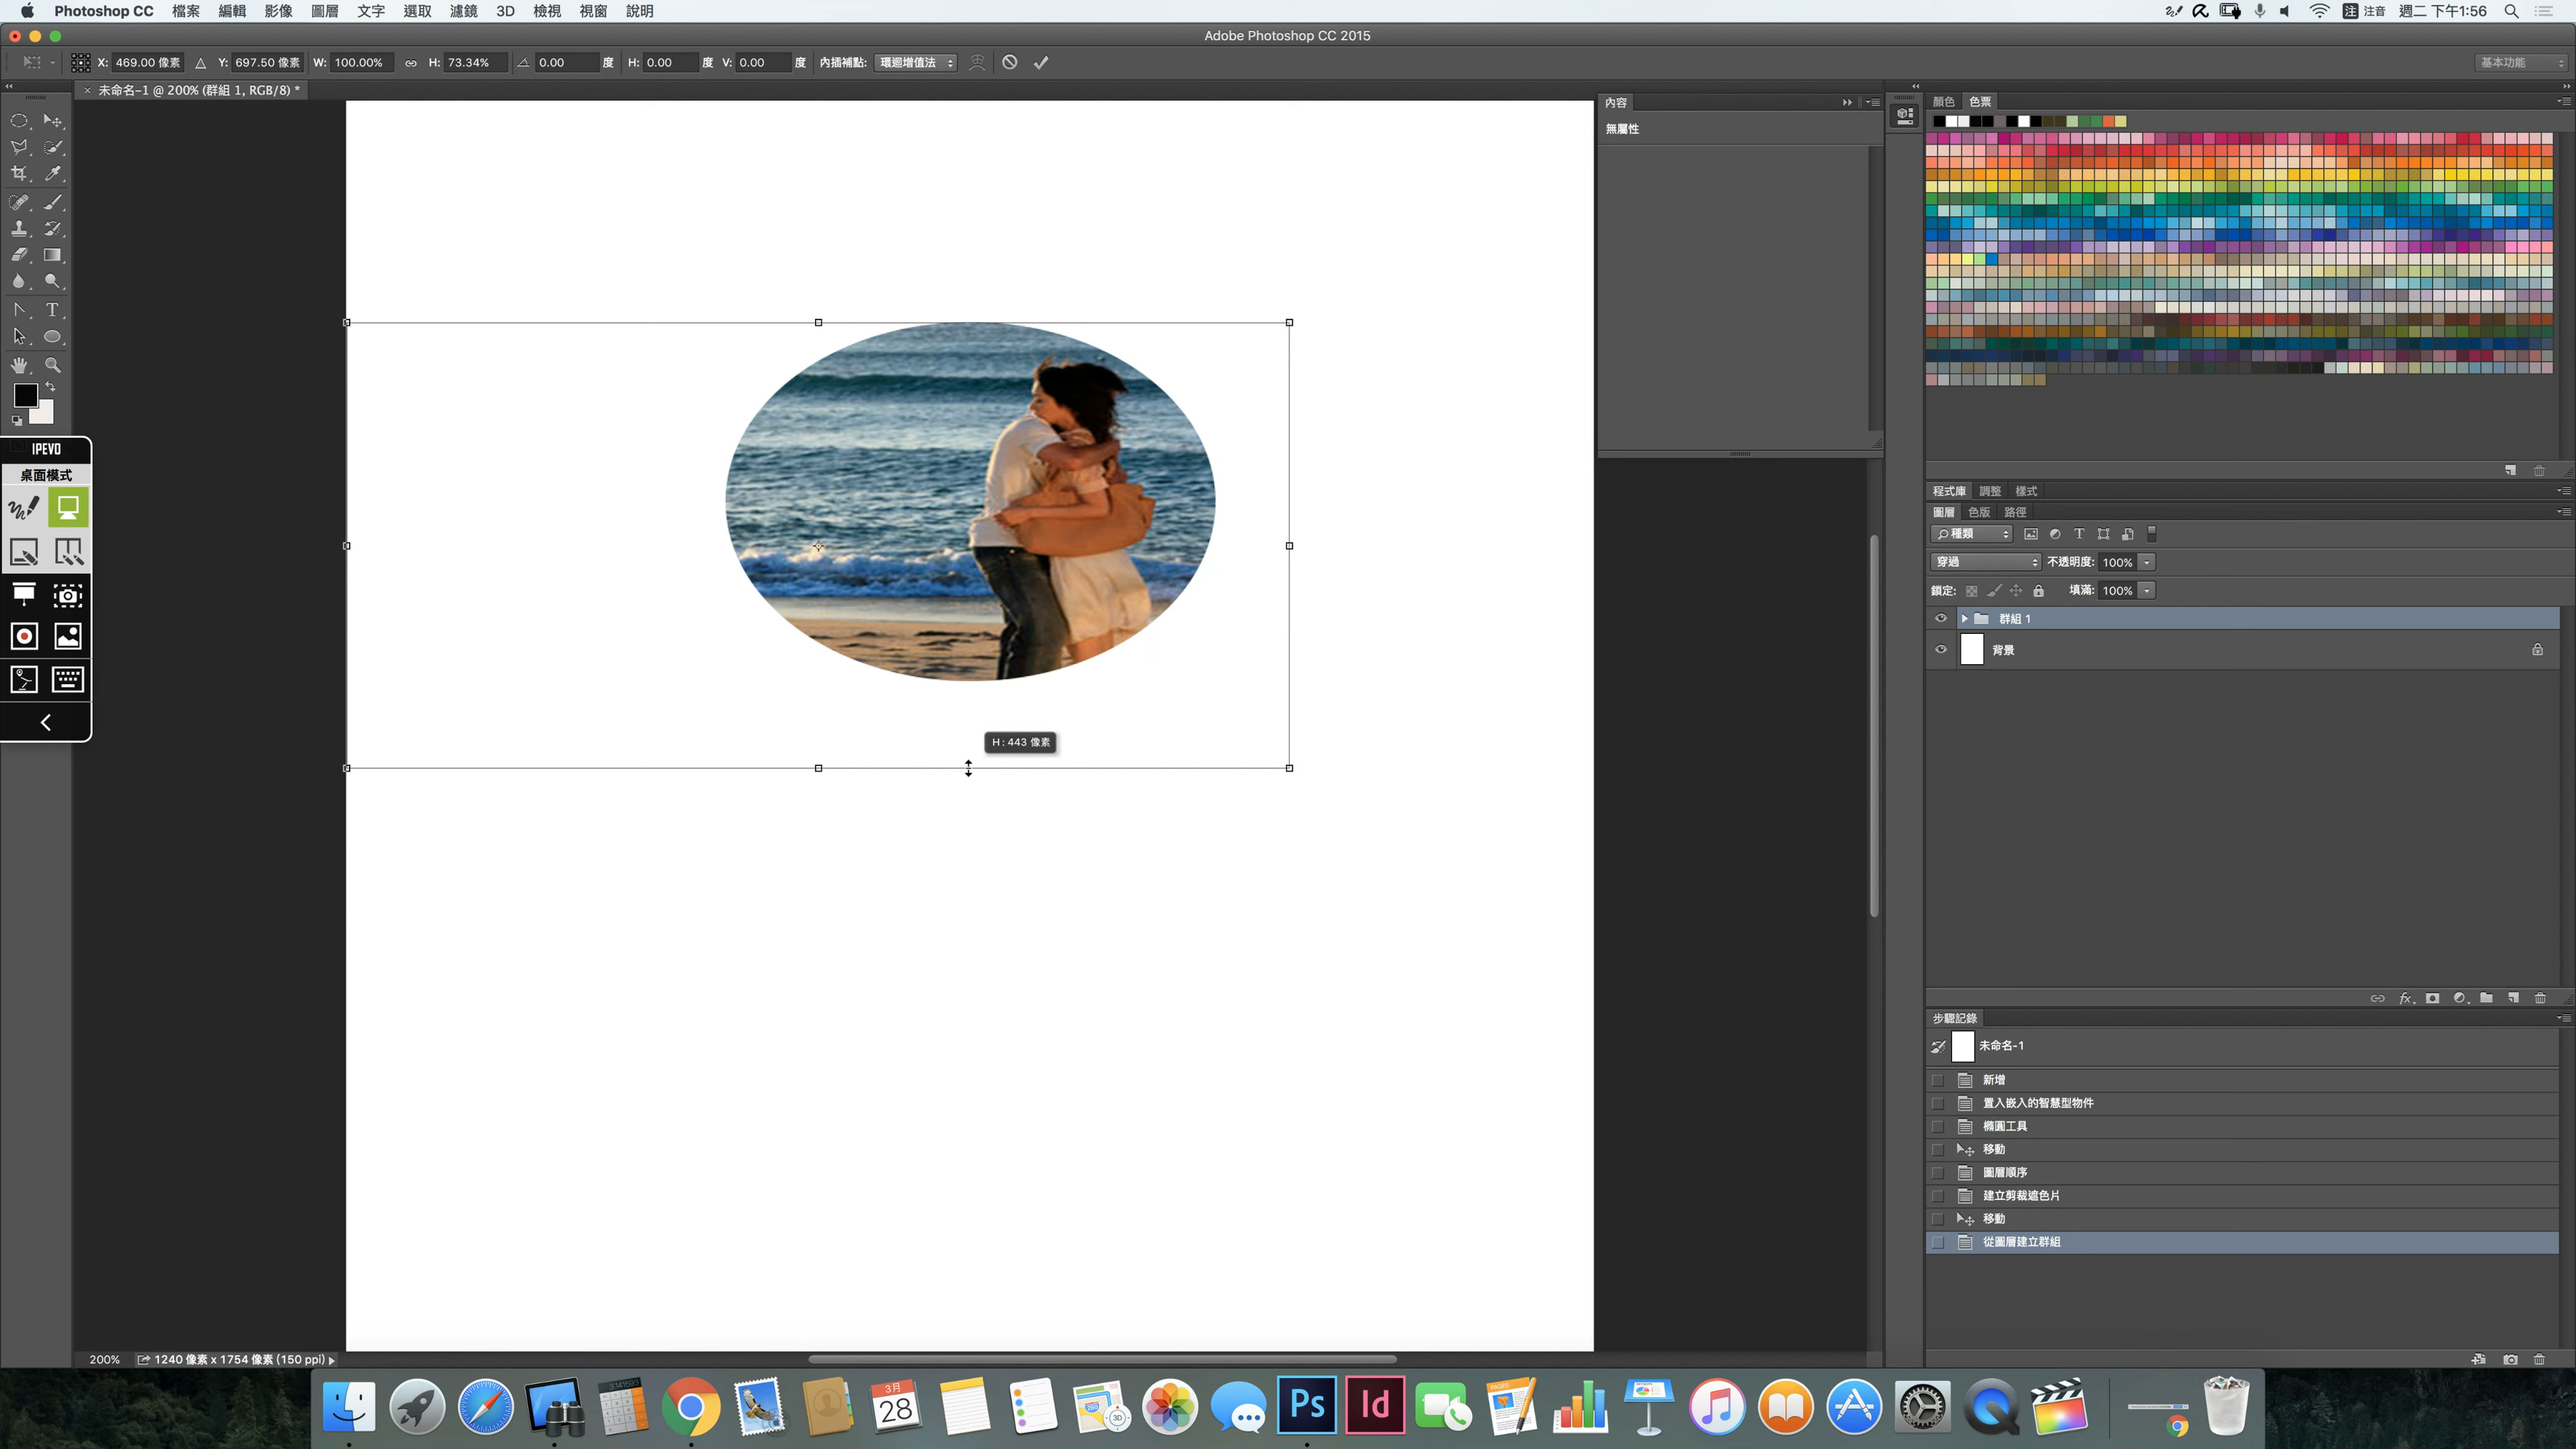 Photoshop CC 檔案 編輯 影像 圖層 文字 選取 濾鏡 3D 檢視 視窗 說明
注 注音 週二 下午1:56
Adobe Photoshop CC 2015
X: 469.00 像素 Y: 697.50 像素 W: 100.00% H: 73.34% 0.00 度 H: 0.00 度 V: 0.00 度 內插補點: 環迴增值法
基本功能
× 未命名-1 @ 200% (群組 1, RGB/8) *
內容
無屬性
顏色 色票
IPEVO
桌面模式
H : 443 像素
程式庫 調整 樣式
圖層 色版 路徑
種類
穿過 不透明度: 100%
鎖定: 填滿: 100%
群組 1
背景
fx
步驟記錄
未命名-1
新增
置入嵌入的智慧型物件
橢圓工具
移動
圖層順序
建立剪裁遮色片
移動
從圖層建立群組
200% 1240 像素 x 1754 像素 (150 ppi)
3月
28
Ps
Id